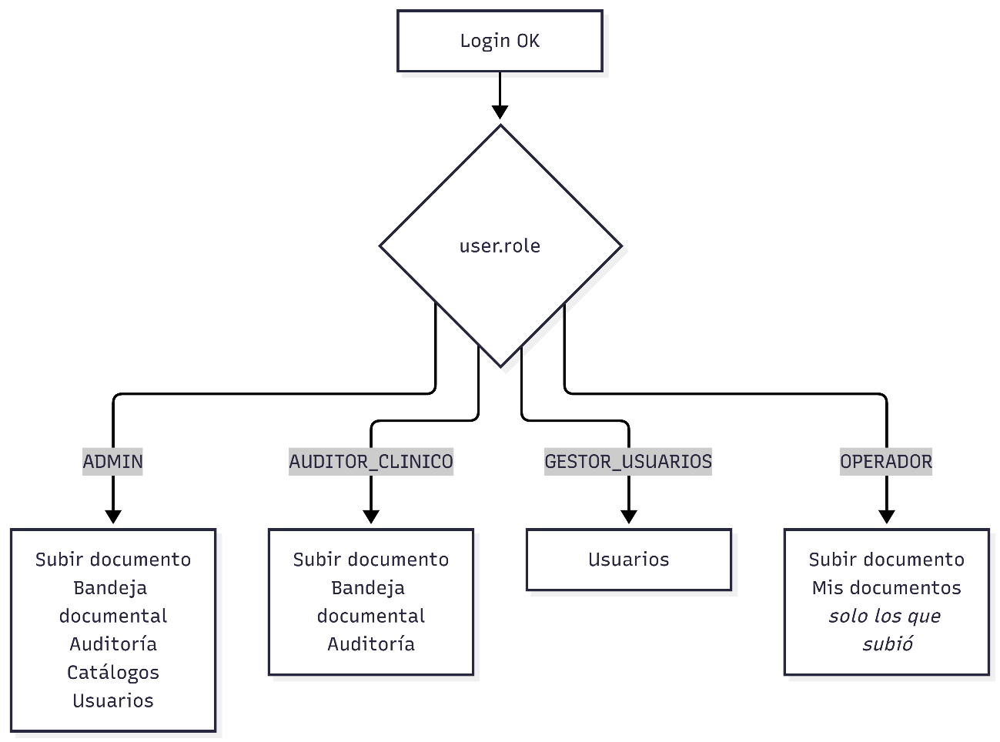 Login OK
user.role
ADMIN
AUDITOR_CLINICO
GESTOR_USUARIOS
OPERADOR
Subir documento
Bandeja
documental
Auditoría
Catálogos
Usuarios
Subir documento
Bandeja
documental
Auditoría
Usuarios
Subir documento
Mis documentos
solo los que
subió